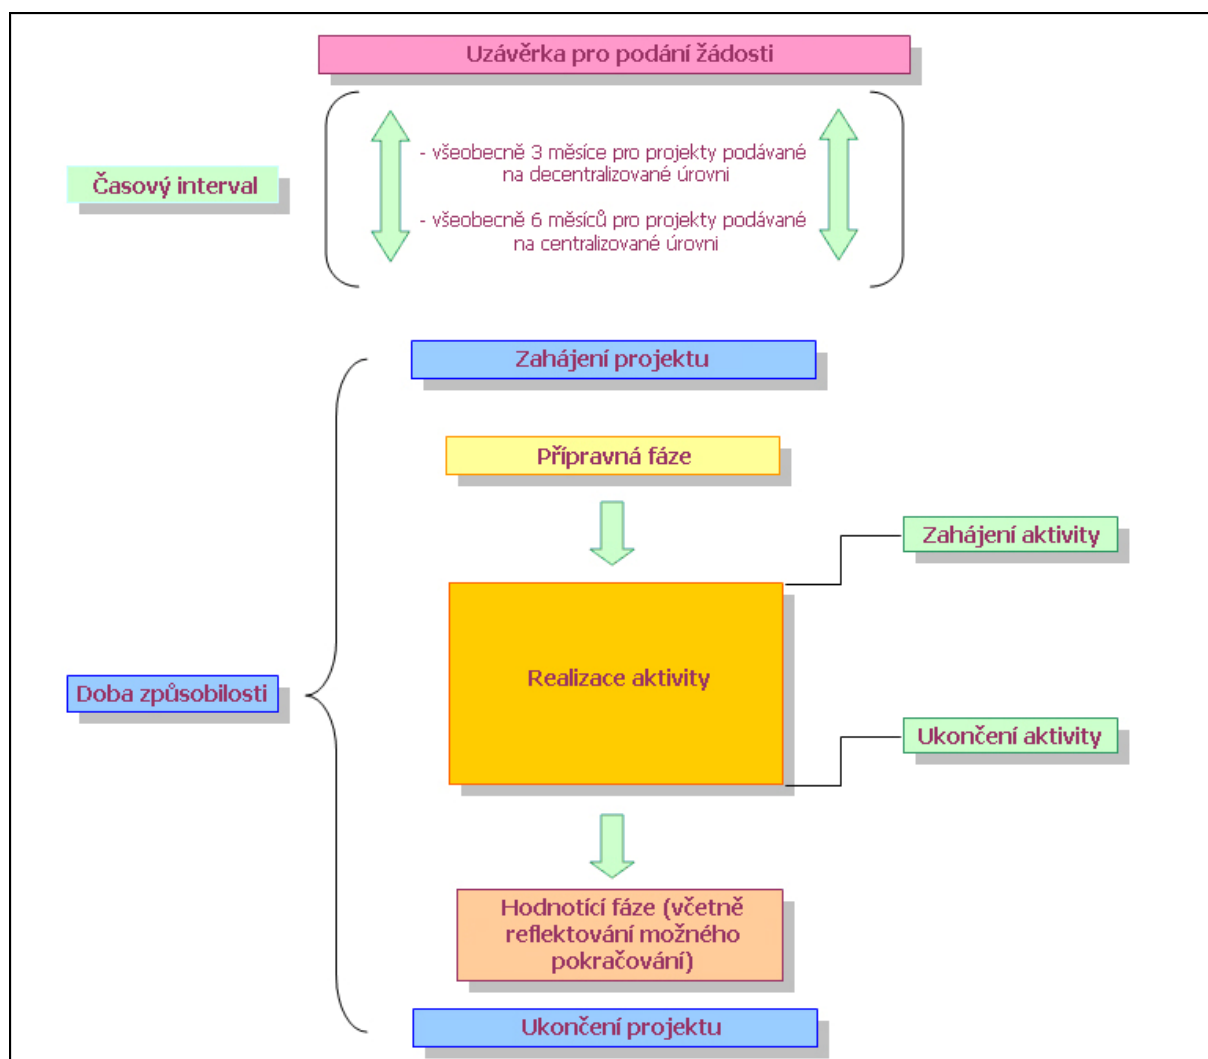 Uzávěrka pro podání žádosti
- všeobecně 3 měsíce pro projekty podávané
na decentralizované úrovni
Časový interval
- všeobecně 6 měsíců pro projekty podávané
na centralizované úrovni
Zahájení projektu
Přípravná fáze
Zahájení aktivity
Realizace aktivity
Doba způsobilosti
Ukončení aktivity
Hodnotící fáze (včetně
reflektování možného
pokračování)
Ukončení projektu